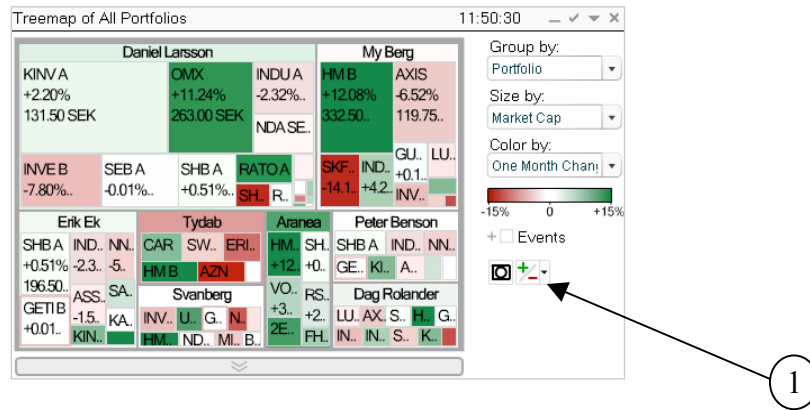 Treemap of All Portfolios 11:50:30
Daniel Larsson
My Berg
KINV A
+2.20%
131.50 SEK
OMX
+11.24%
263.00 SEK
INDU A
-2.32%..
NDA SE..
HM B
+12.08%
332.50..
AXIS
-6.52%
119.75..
INVE B
-7.80%..
SEB A
-0.01%..
SHB A
+0.51%..
RATO A
SH.. R..
SKF..
-14.1..
IND..
+4.2..
GU..
+0.1..
LU..
INV..
Erik Ek
Tydab
Aranea
Peter Benson
SHB A
+0.51%
196.50..
IND..
-2.3..
NN..
-5..
GETI B
+0.01..
ASS..
-1.5..
SA..
KA..
KIN..
CAR SW.. ERI..
HM B AZN
Svanberg
INV.. U.. G.. N..
HM.. ND.. MI.. B..
HM..
+12..
SH..
+0..
VO..
+3..
RS..
+2..
2E..
FH..
SHB A IND.. NN..
GE.. KI.. A..
Dag Rolander
LU.. AX.. S.. H.. G..
IN.. IN.. S.. K..
Group by:
Portfolio
Size by:
Market Cap
Color by:
One Month Chang
-15% 0 +15%
Events
1